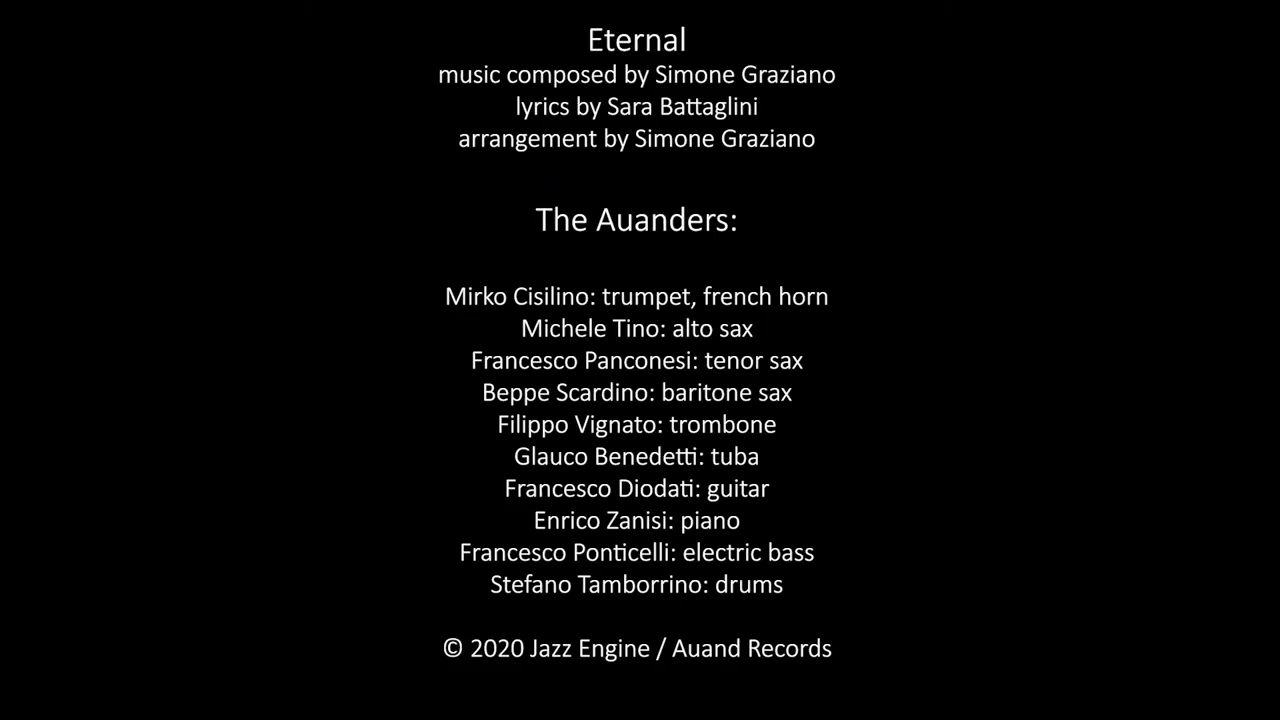 Eternal
music composed by Simone Graziano
lyrics by Sara Battaglini
arrangement by Simone Graziano
The Auanders:
Mirko Cisilino: trumpet, french horn
Michele Tino: alto sax
Francesco Panconesi: tenor sax
Beppe Scardino: baritone sax
Filippo Vignato: trombone
Glauco Benedetti: tuba
Francesco Diodati: guitar
Enrico Zanisi: piano
Francesco Ponticelli: electric bass
Stefano Tamborrino: drums
© 2020 Jazz Engine / Auand Records